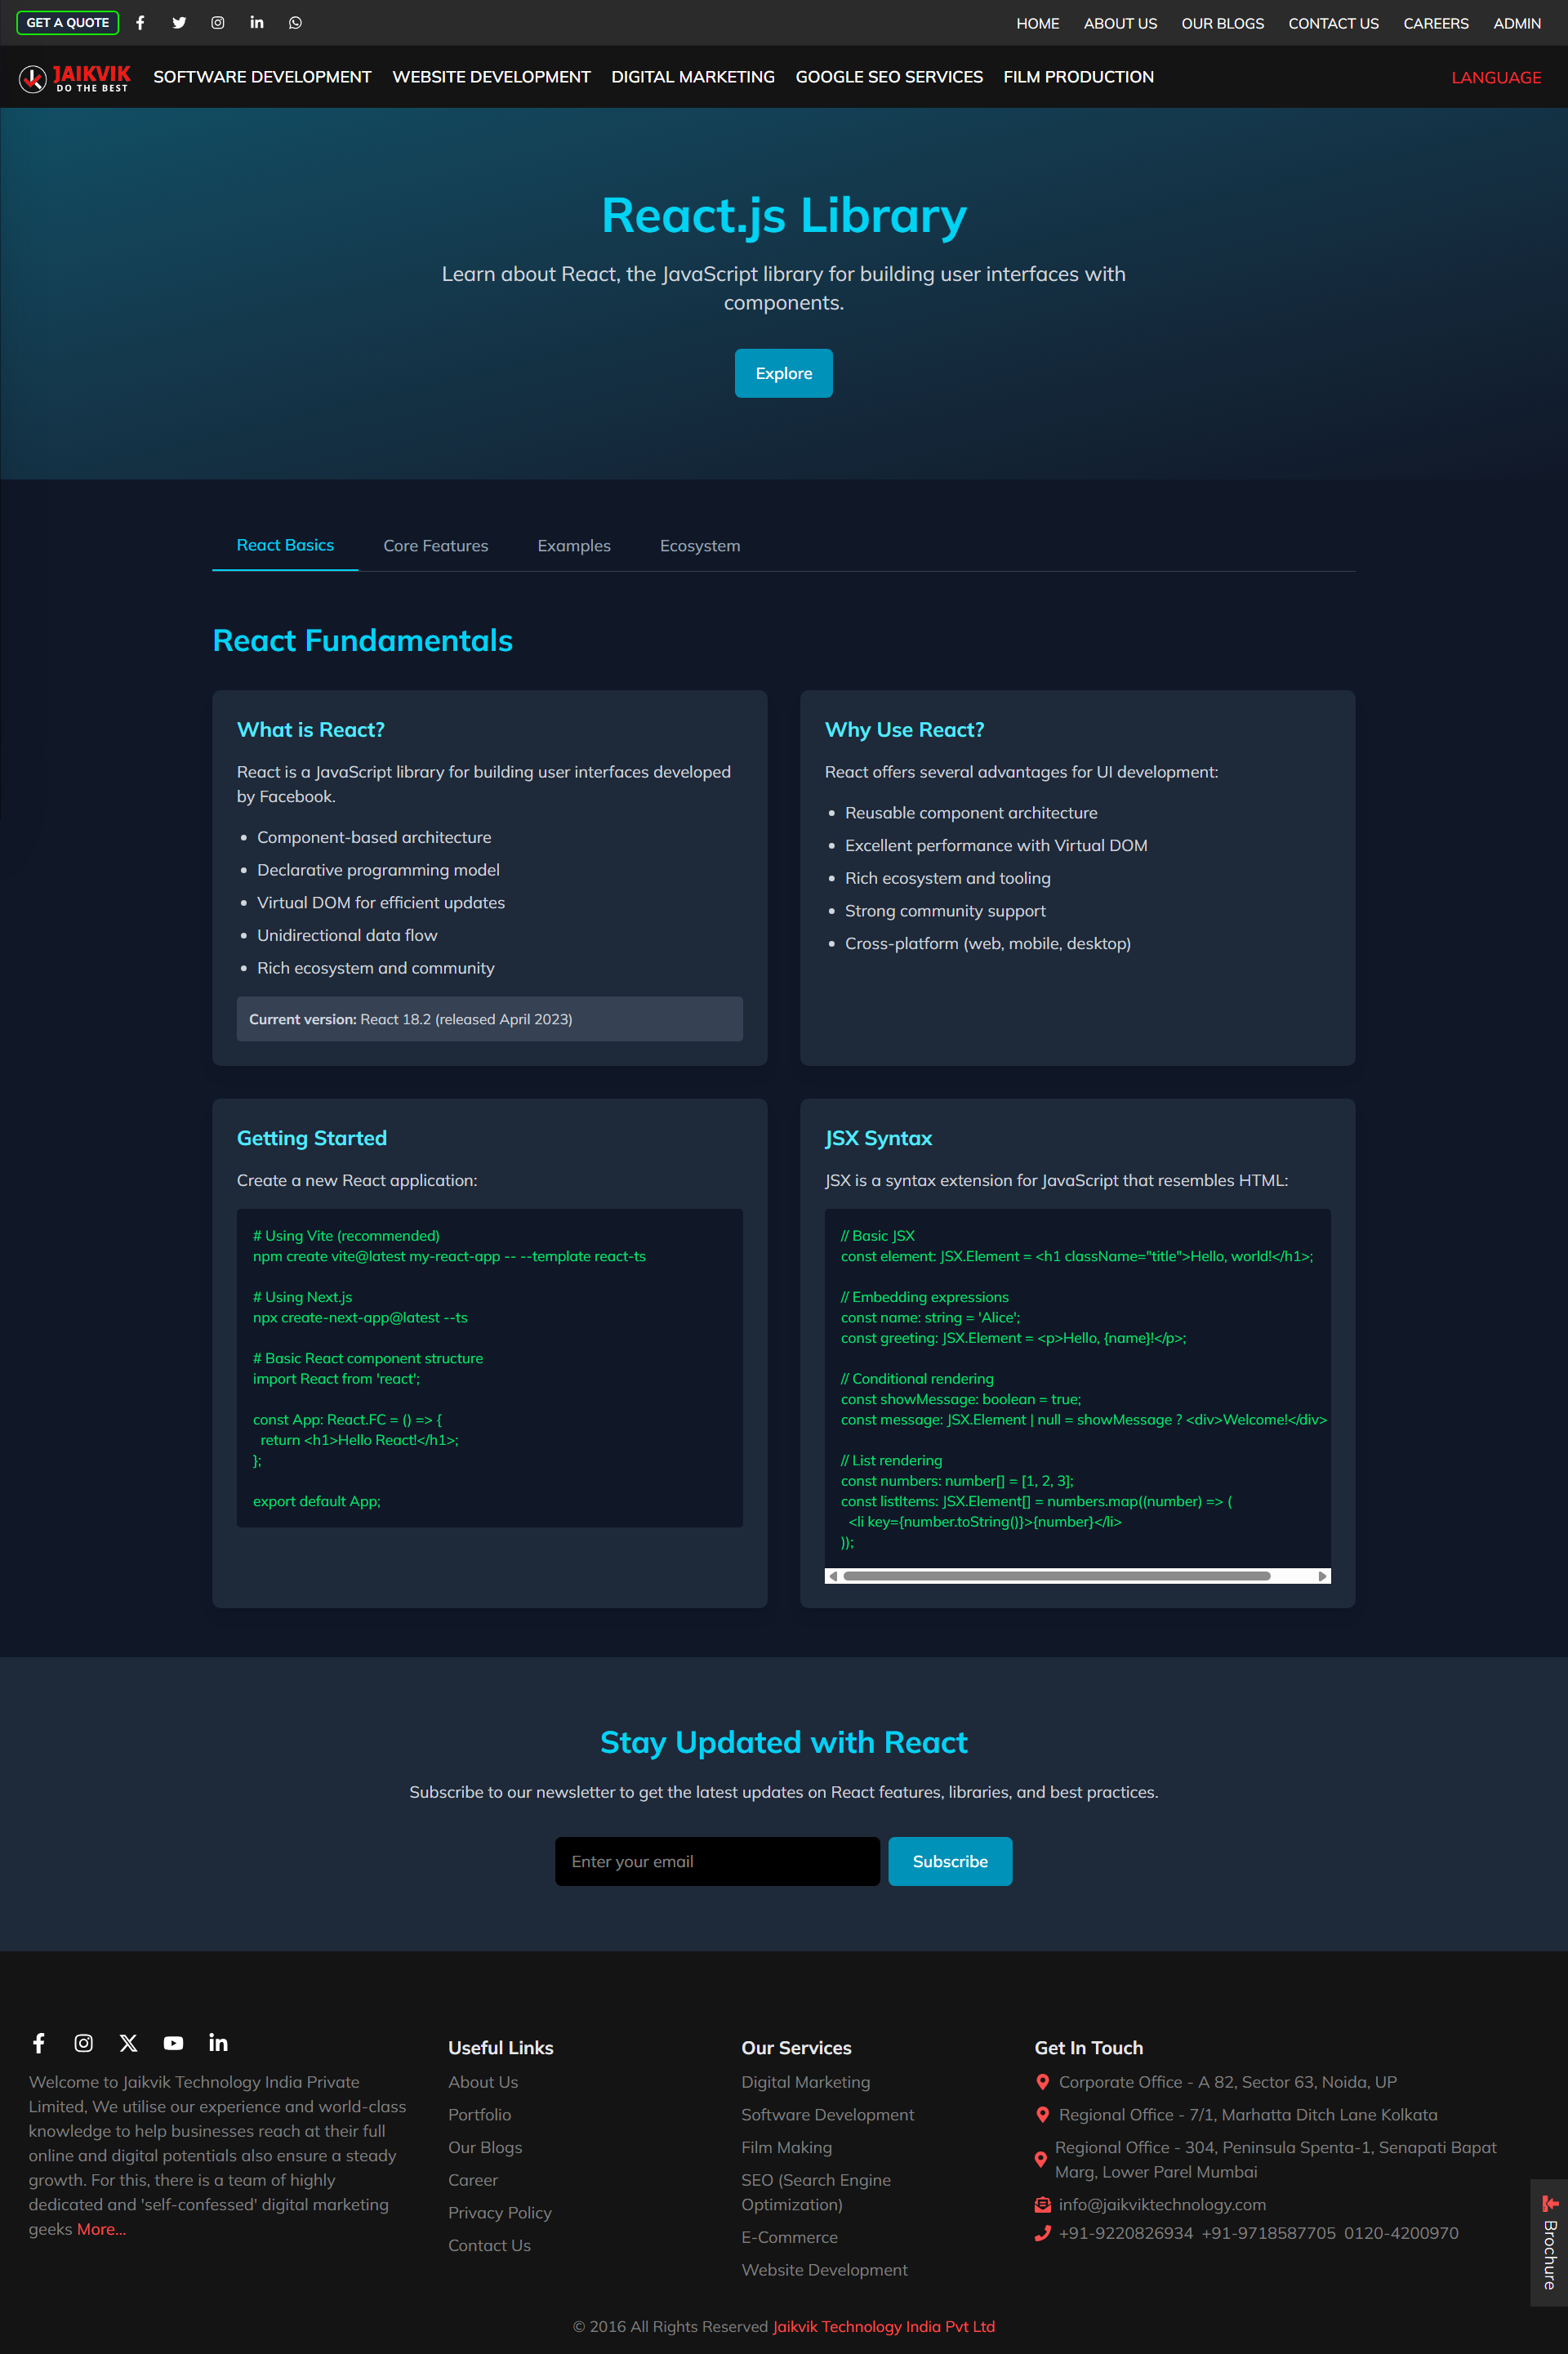 GET A QUOTE
HOME ABOUT US OUR BLOGS CONTACT US CAREERS ADMIN
JAIKVIK
DO THE BEST
SOFTWARE DEVELOPMENT WEBSITE DEVELOPMENT DIGITAL MARKETING GOOGLE SEO SERVICES FILM PRODUCTION
LANGUAGE
React.js Library
Learn about React, the JavaScript library for building user interfaces with
components.
Explore
React Basics Core Features Examples Ecosystem
React Fundamentals
What is React?
React is a JavaScript library for building user interfaces developed
by Facebook.
• Component-based architecture
• Declarative programming model
• Virtual DOM for efficient updates
• Unidirectional data flow
• Rich ecosystem and community
Current version: React 18.2 (released April 2023)
Why Use React?
React offers several advantages for UI development:
• Reusable component architecture
• Excellent performance with Virtual DOM
• Rich ecosystem and tooling
• Strong community support
• Cross-platform (web, mobile, desktop)
Getting Started
Create a new React application:
# Using Vite (recommended)
npm create vite@latest my-react-app -- --template react-ts
# Using Next.js
npx create-next-app@latest --ts
# Basic React component structure
import React from 'react';
const App: React.FC = () => {
return <h1>Hello React!</h1>;
};
export default App;
JSX Syntax
JSX is a syntax extension for JavaScript that resembles HTML:
// Basic JSX
const element: JSX.Element = <h1 className="title">Hello, world!</h1>;
// Embedding expressions
const name: string = 'Alice';
const greeting: JSX.Element = <p>Hello, {name}!</p>;
// Conditional rendering
const showMessage: boolean = true;
const message: JSX.Element | null = showMessage ? <div>Welcome!</div>
// List rendering
const numbers: number[] = [1, 2, 3];
const listItems: JSX.Element[] = numbers.map((number) => (
<li key={number.toString()}>{number}</li>
));
Stay Updated with React
Subscribe to our newsletter to get the latest updates on React features, libraries, and best practices.
Enter your email
Subscribe
Welcome to Jaikvik Technology India Private
Limited, We utilise our experience and world-class
knowledge to help businesses reach at their full
online and digital potentials also ensure a steady
growth. For this, there is a team of highly
dedicated and 'self-confessed' digital marketing
geeks More...
Useful Links
About Us
Portfolio
Our Blogs
Career
Privacy Policy
Contact Us
Our Services
Digital Marketing
Software Development
Film Making
SEO (Search Engine
Optimization)
E-Commerce
Website Development
Get In Touch
Corporate Office - A 82, Sector 63, Noida, UP
Regional Office - 7/1, Marhatta Ditch Lane Kolkata
Regional Office - 304, Peninsula Spenta-1, Senapati Bapat
Marg, Lower Parel Mumbai
info@jaikviktechnology.com
+91-9220826934 +91-9718587705 0120-4200970
Brochure
© 2016 All Rights Reserved Jaikvik Technology India Pvt Ltd